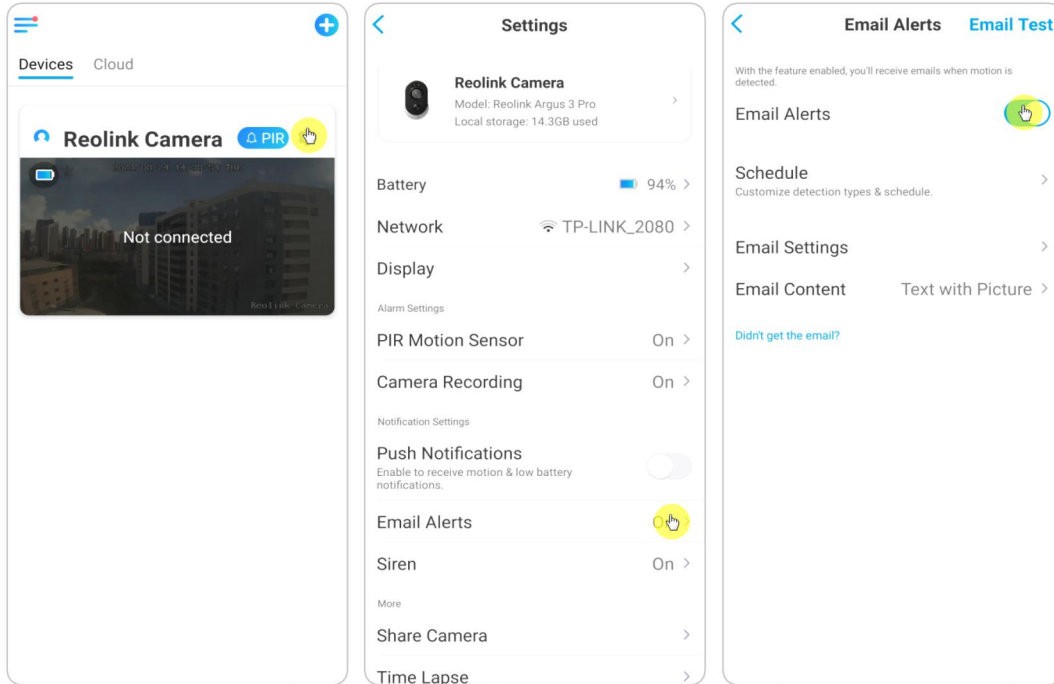 Devices Cloud
Reolink Camera PIR
Not connected
Reolink Camera
Settings
Reolink Camera
Model: Reolink Argus 3 Pro
Local storage: 14.3GB used
Battery 94%
Network TP-LINK_2080
Display
Alarm Settings
PIR Motion Sensor On
Camera Recording On
Notification Settings
Push Notifications
Enable to receive motion & low battery
notifications.
Email Alerts
Siren On
More
Share Camera
Time Lapse
Email Alerts Email Test
With the feature enabled, you'll receive emails when motion is
detected.
Email Alerts
Schedule
Customize detection types & schedule.
Email Settings
Email Content Text with Picture
Didn't get the email?